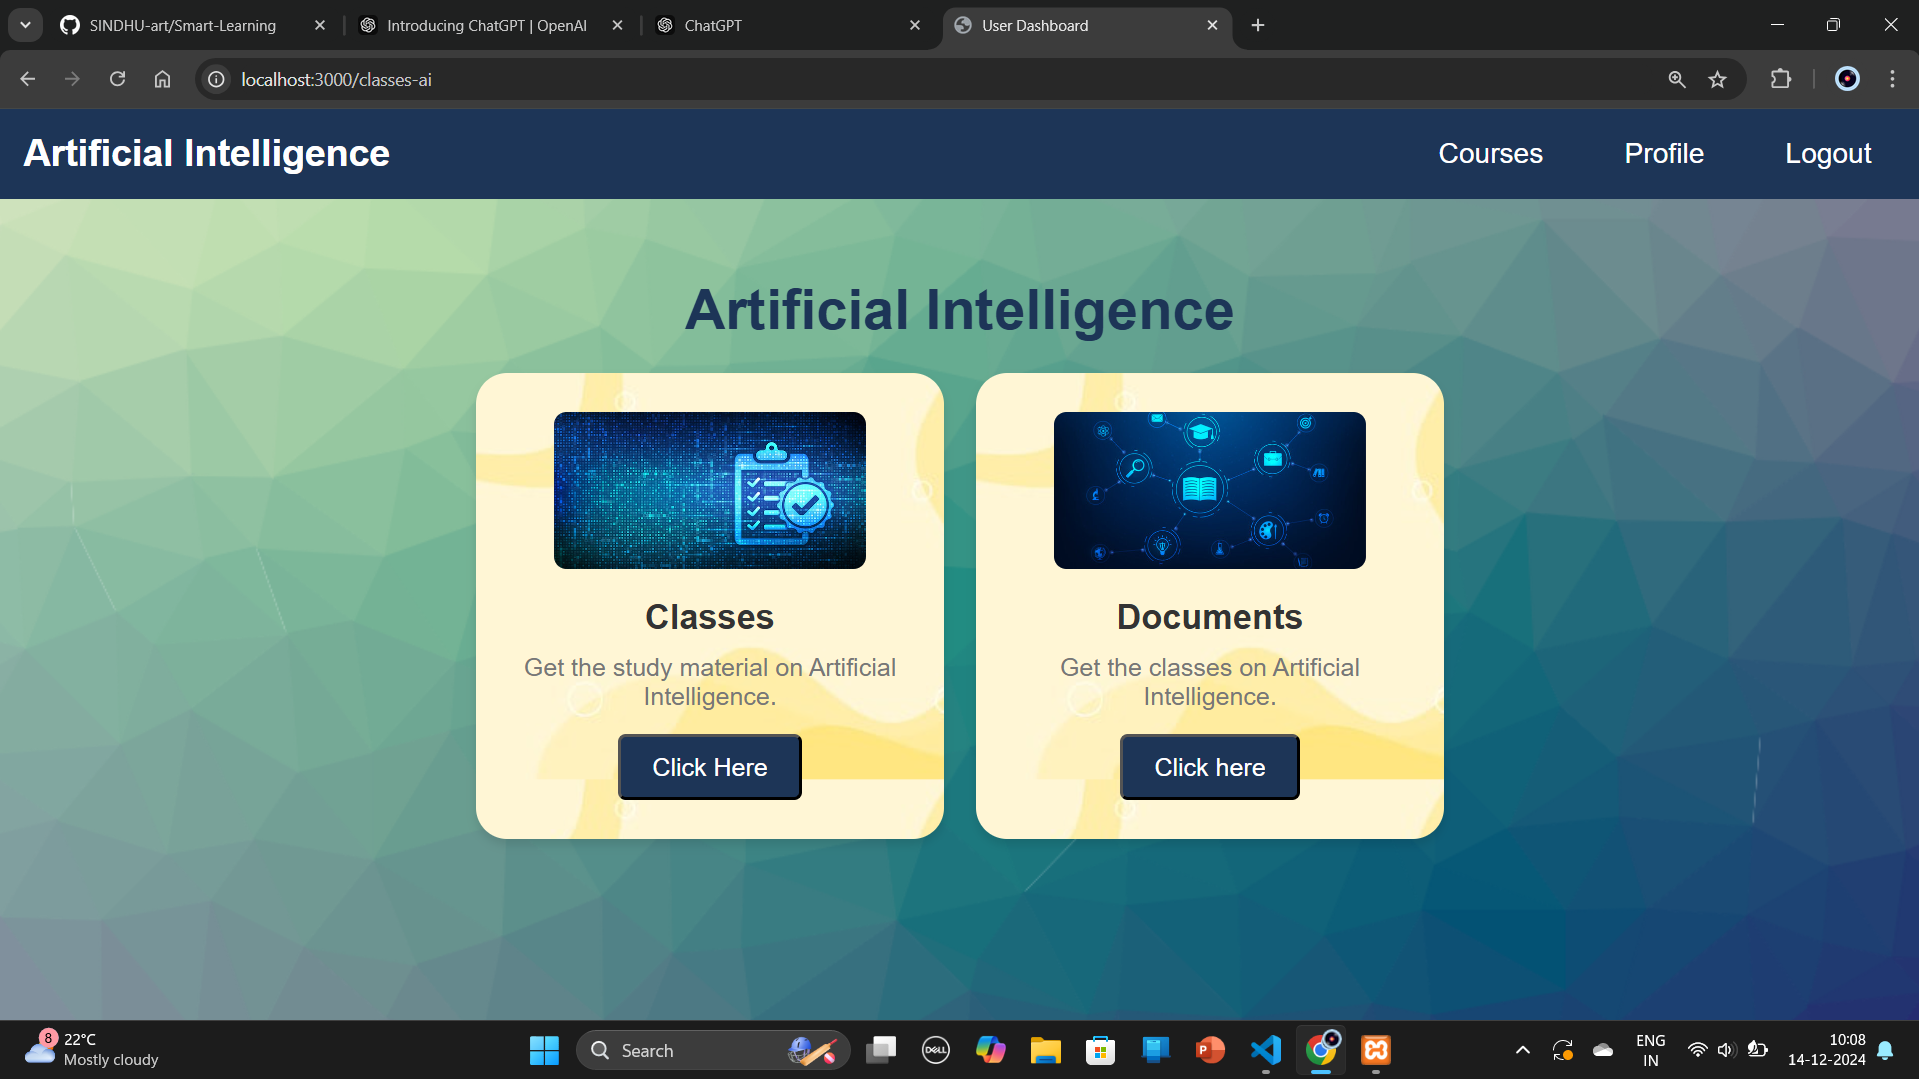 SINDHU-art/Smart-Learning
Introducing ChatGPT | OpenAI
ChatGPT
User Dashboard
localhost:3000/classes-ai
Artificial Intelligence
Courses
Profile
Logout
Artificial Intelligence
Classes
Get the study material on Artificial
Intelligence.
Click Here
Documents
Get the classes on Artificial
Intelligence.
Click here
8
22°C
Mostly cloudy
Search
DELL
P
ENG
IN
10:08
14-12-2024